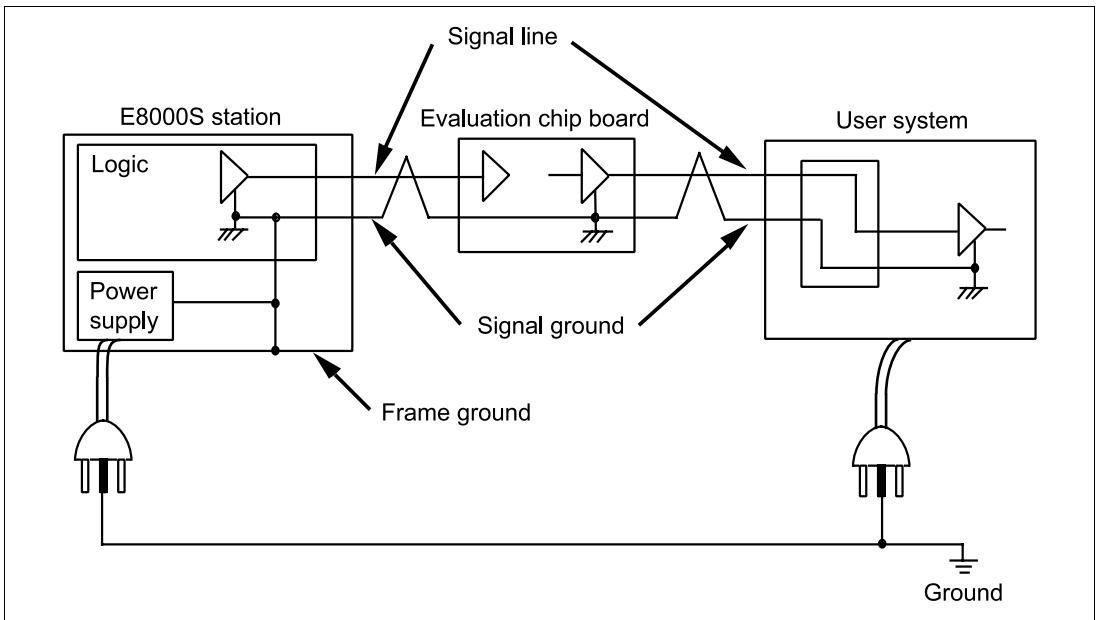 Signal line
E8000S station
Evaluation chip board
User system
Logic
Power
supply
Signal ground
Frame ground
Ground